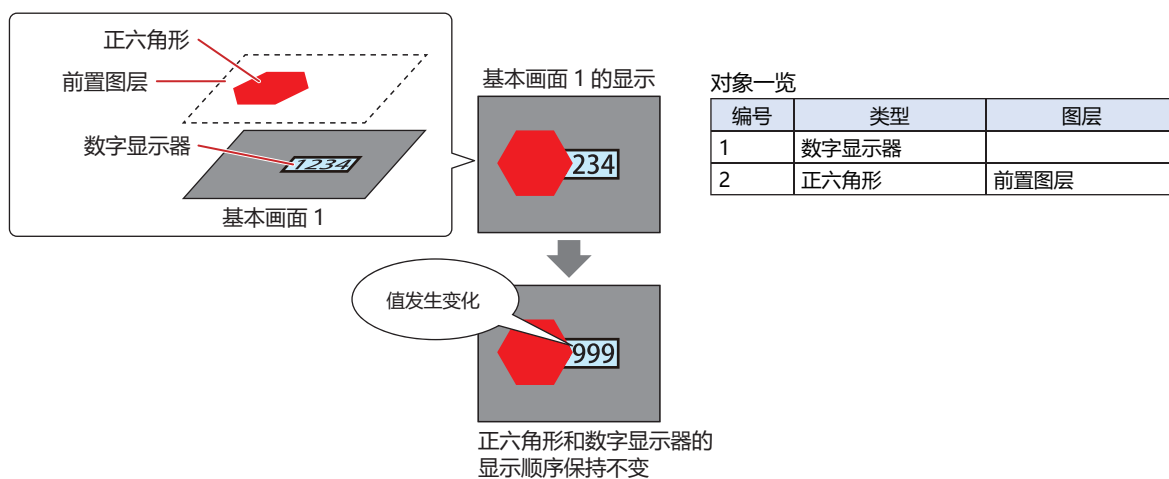 正六角形
前置图层
数字显示器
1234
基本画面 1
基本画面 1 的显示
234
值发生变化
999
正六角形和数字显示器的
显示顺序保持不变
对象一览
编号 类型 图层
1 数字显示器
2 正六角形 前置图层